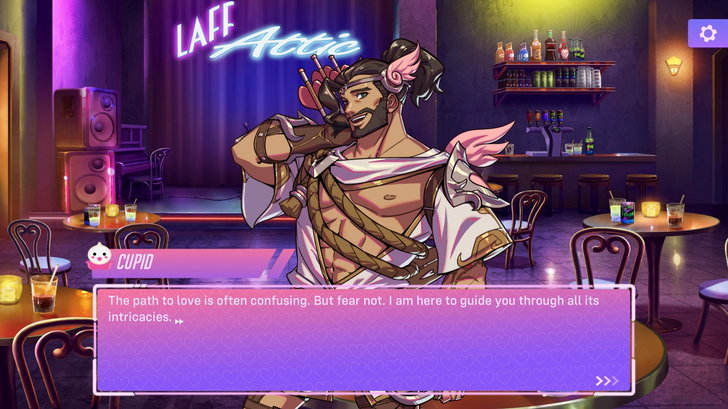 LAFF
Attic
CUPID
The path to love is often confusing. But fear not. I am here to guide you through all its
intricacies.